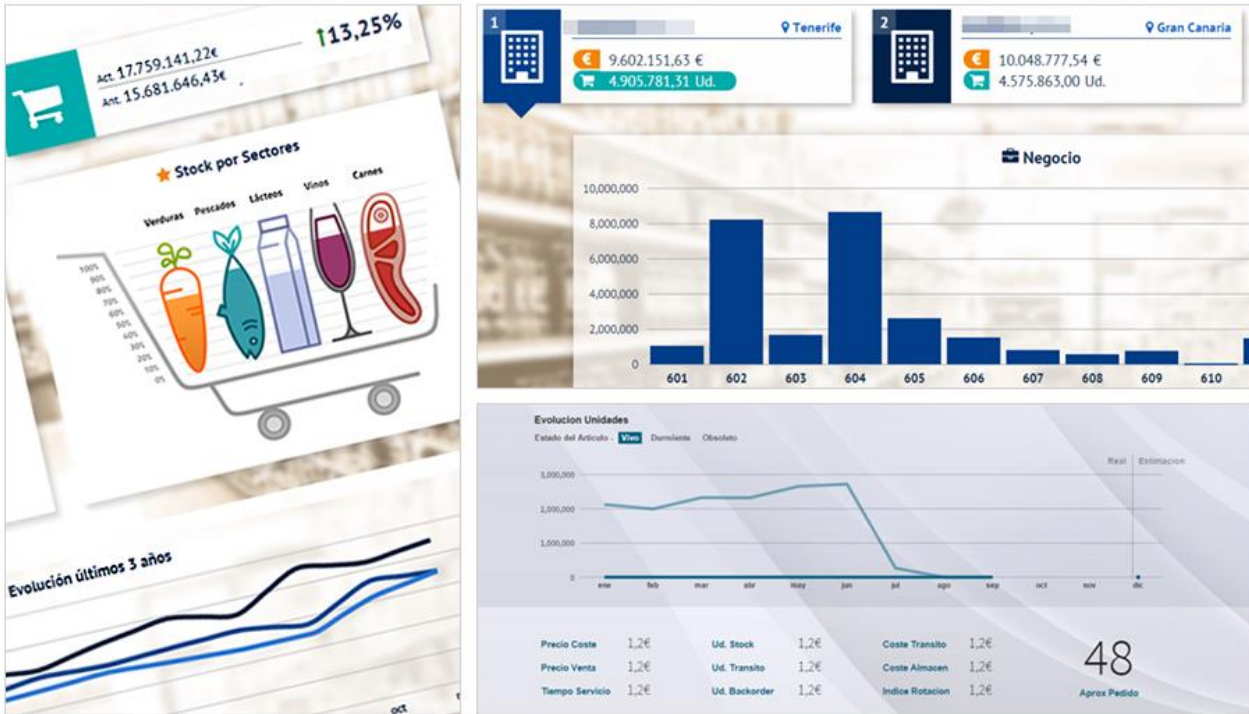 Act. 17.759.141,22€
Ant. 15.681.646,43€
↑13,25%
Stock por Sectores
Verduras Pescados Lácteos Vinos Carnes
100%
90%
80%
70%
60%
50%
40%
30%
20%
10%
0%
Evolución últimos 3 años
oct
1
Tenerife
€ 9.602.151,63 €
4.905.781,31 Ud.
2
Gran Canaria
€ 10.048.777,54 €
4.575.863,00 Ud.
Negocio
10,000,000
8,000,000
6,000,000
4,000,000
2,000,000
0
601 602 603 604 605 606 607 608 609 610
Evolucion Unidades
Estado del Articulo - Vivo Durmiente Obsoleto
Real Estimacion
3,000,000
2,000,000
1,000,000
0
ene feb mar abr may jun jul ago sep oct nov dic
Precio Coste 1,2€ Ud. Stock 1,2€ Coste Transito 1,2€
Precio Venta 1,2€ Ud. Transito 1,2€ Coste Almacen 1,2€
Tiempo Servicio 1,2€ Ud. Backorder 1,2€ Indice Rotacion 1,2€
48
Aprox Pedido